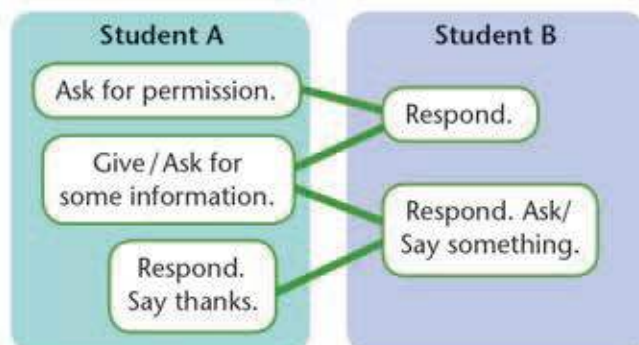 Student A
Student B
Ask for permission.
Respond.
Give/Ask for
some information.
Respond. Ask/
Say something.
Respond.
Say thanks.